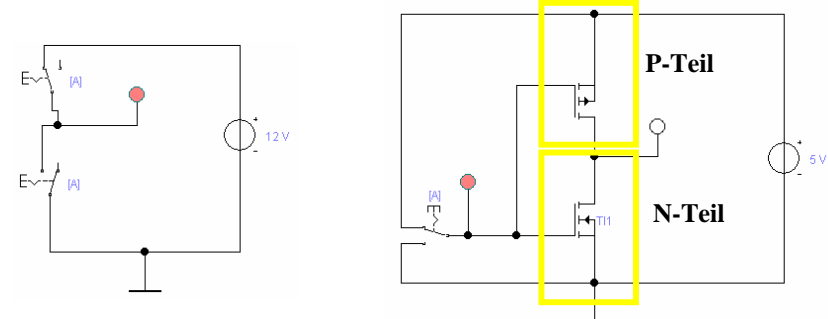 [A]
12 V
[A]
P-Teil
5 V
[A]
TI1
N-Teil